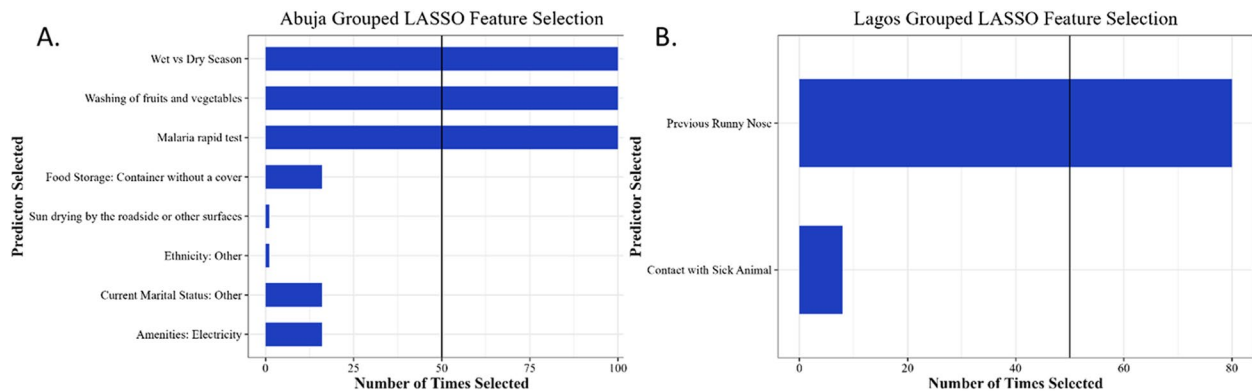 A.
Abuja Grouped LASSO Feature Selection
Predictor Selected
Wet vs Dry Season
Washing of fruits and vegetables
Malaria rapid test
Food Storage: Container without a cover
Sun drying by the roadside or other surfaces
Ethnicity: Other
Current Marital Status: Other
Amenities: Electricity
0 25 50 75 100
Number of Times Selected
B.
Lagos Grouped LASSO Feature Selection
Predictor Selected
Previous Runny Nose
Contact with Sick Animal
0 20 40 60 80
Number of Times Selected